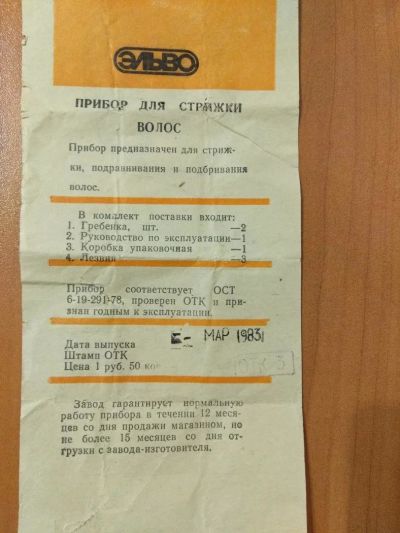 ЭЛЬВО
ПРИБОР ДЛЯ СТРИЖКИ
ВОЛОС
Прибор предназначен для стриж-
ки, подравнивания и подбривания
волос.
В комплект поставки входит:
1. Гребенка, шт. —2
2. Руководство по эксплуатации—1
3. Коробка упаковочная —1
4. Лезвия —3
Прибор соответствует ОСТ
6-19-291-78, проверен ОТК и при-
знан годным к эксплуатации.
Дата выпуска МАР 1983
Штамп ОТК
Цена 1 руб. 50 коп
Завод гарантирует нормальную
работу прибора в течении 12 меся-
цев со дня продажи магазином, но
не более 15 месяцев со дня от-
грузки с завода-изготовителя.